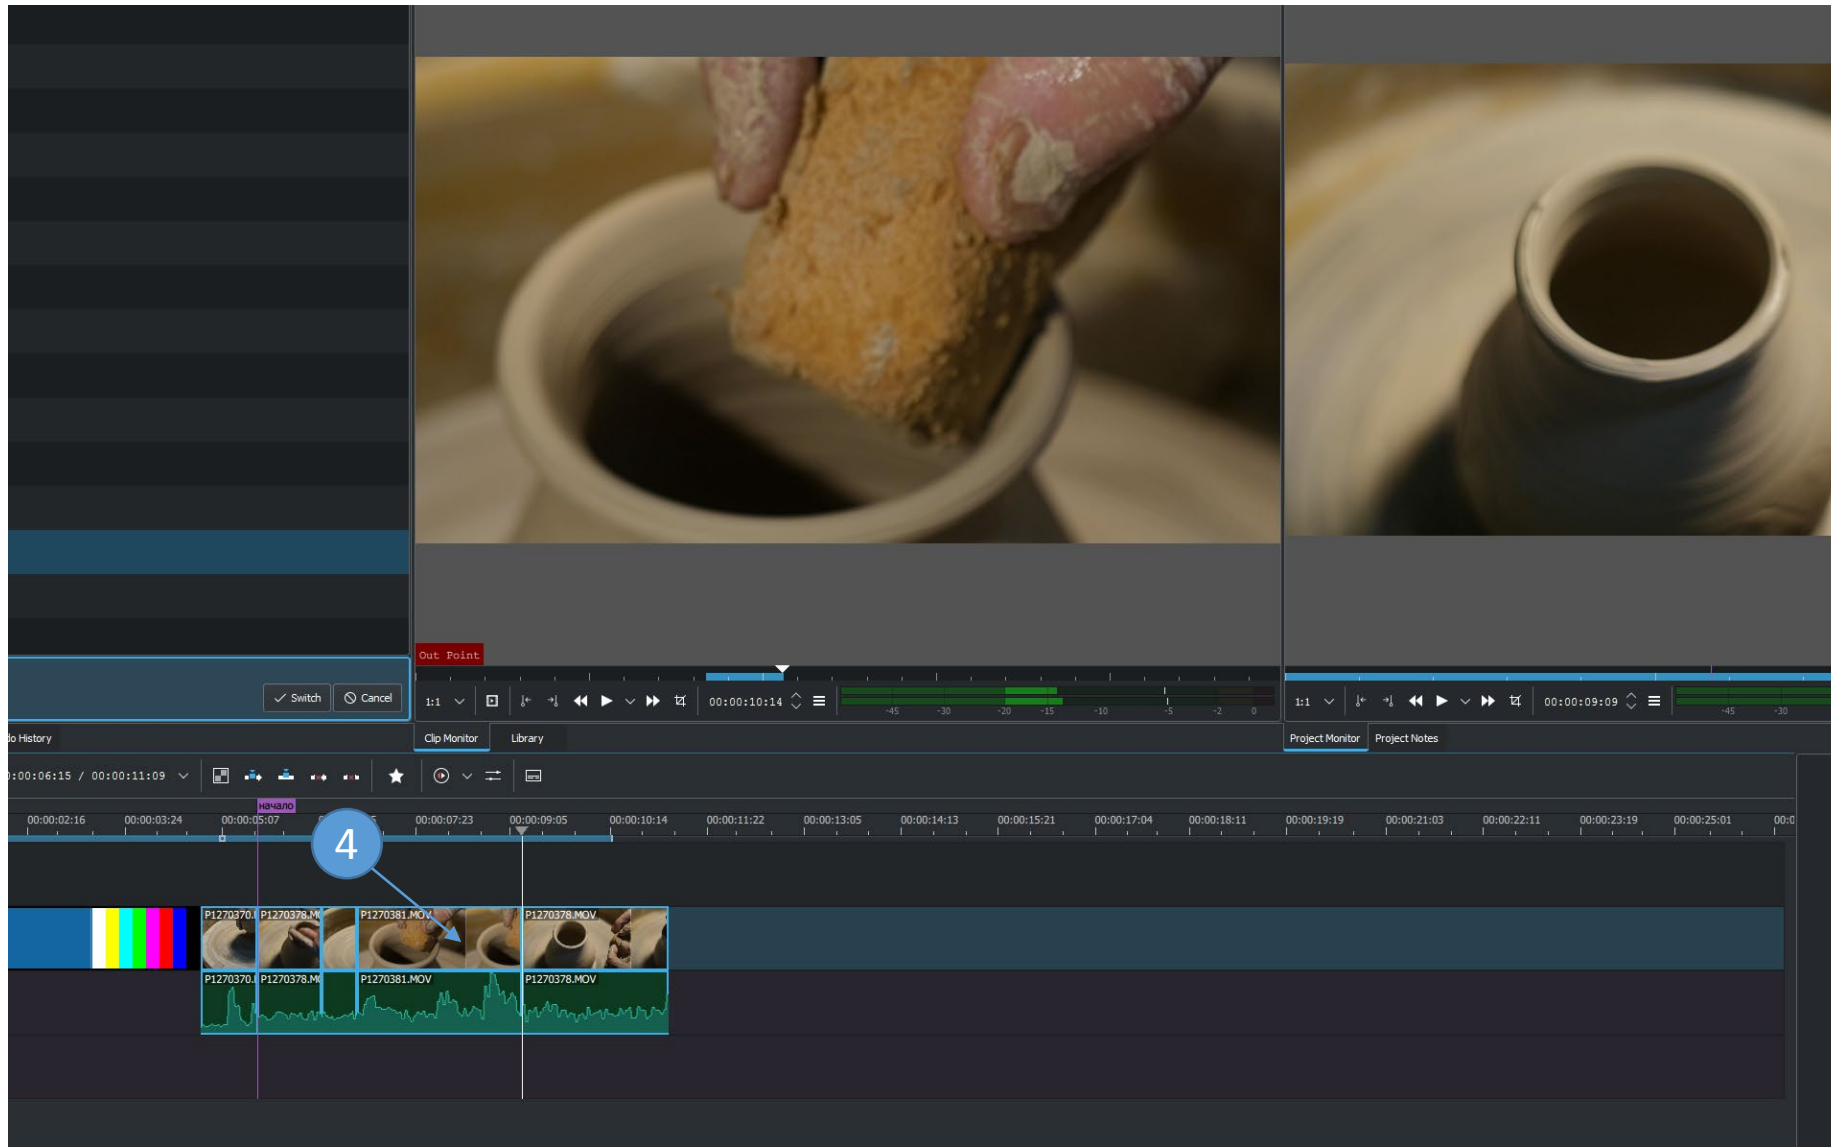 Out Point
Switch
Cancel
1:1
00:00:10:14
-45 -30 -20 -15 -10 -5 -2 0
1:1
00:00:09:09
-45 -30
do History
Clip Monitor
Library
Project Monitor
Project Notes
:00:06:15 / 00:00:11:09
начало
00:00:02:16 00:00:03:24 00:00:05:07 00:00:07:23 00:00:09:05 00:00:10:14 00:00:11:22 00:00:13:05 00:00:14:13 00:00:15:21 00:00:17:04 00:00:18:11 00:00:19:19 00:00:21:03 00:00:22:11 00:00:23:19 00:00:25:01 00:0
4
P1270370. P1270378.M P1270381.MOV P1270378.MOV
P1270370. P1270378.M P1270381.MOV P1270378.MOV